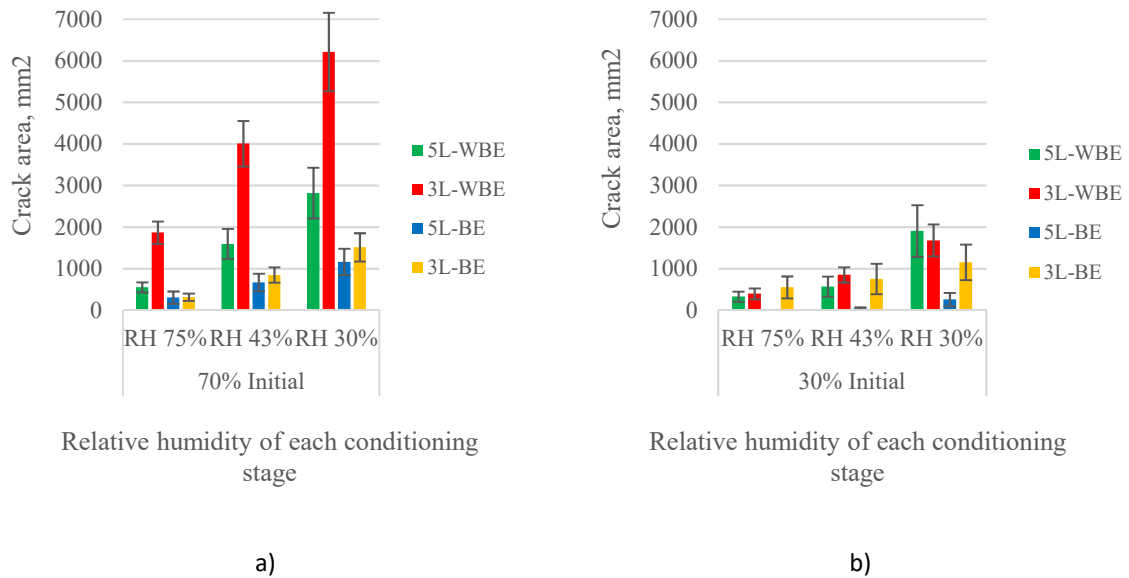 7000
6000
5000
4000
3000
2000
1000
0
Crack area, mm2
RH 75% RH 43% RH 30%
70% Initial
Relative humidity of each conditioning
stage
5L-WBE
3L-WBE
5L-BE
3L-BE
a)
7000
6000
5000
4000
3000
2000
1000
0
Crack area, mm2
RH 75% RH 43% RH 30%
30% Initial
Relative humidity of each conditioning
stage
5L-WBE
3L-WBE
5L-BE
3L-BE
b)